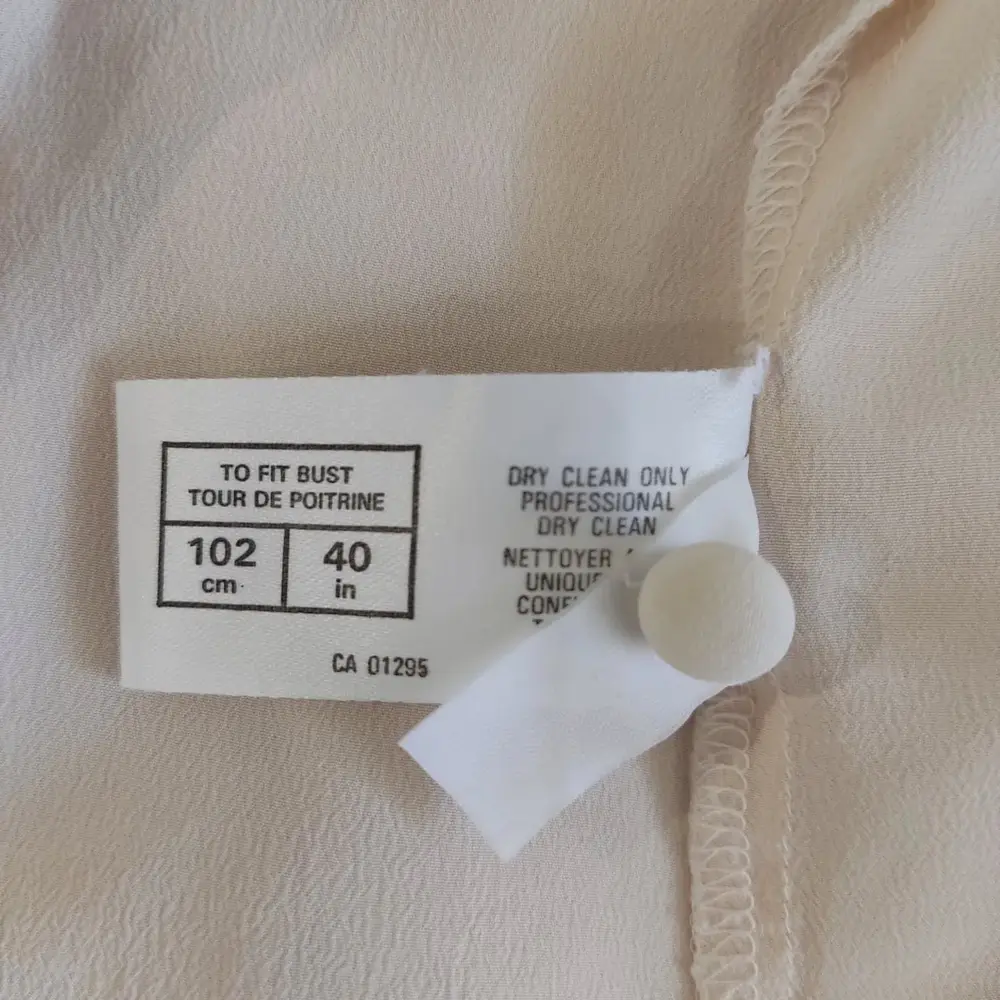 TO FIT BUST
TOUR DE POITRINE
102
cm
40
in
CA 01295
DRY CLEAN ONLY
PROFESSIONAL
DRY CLEAN
NETTOYER